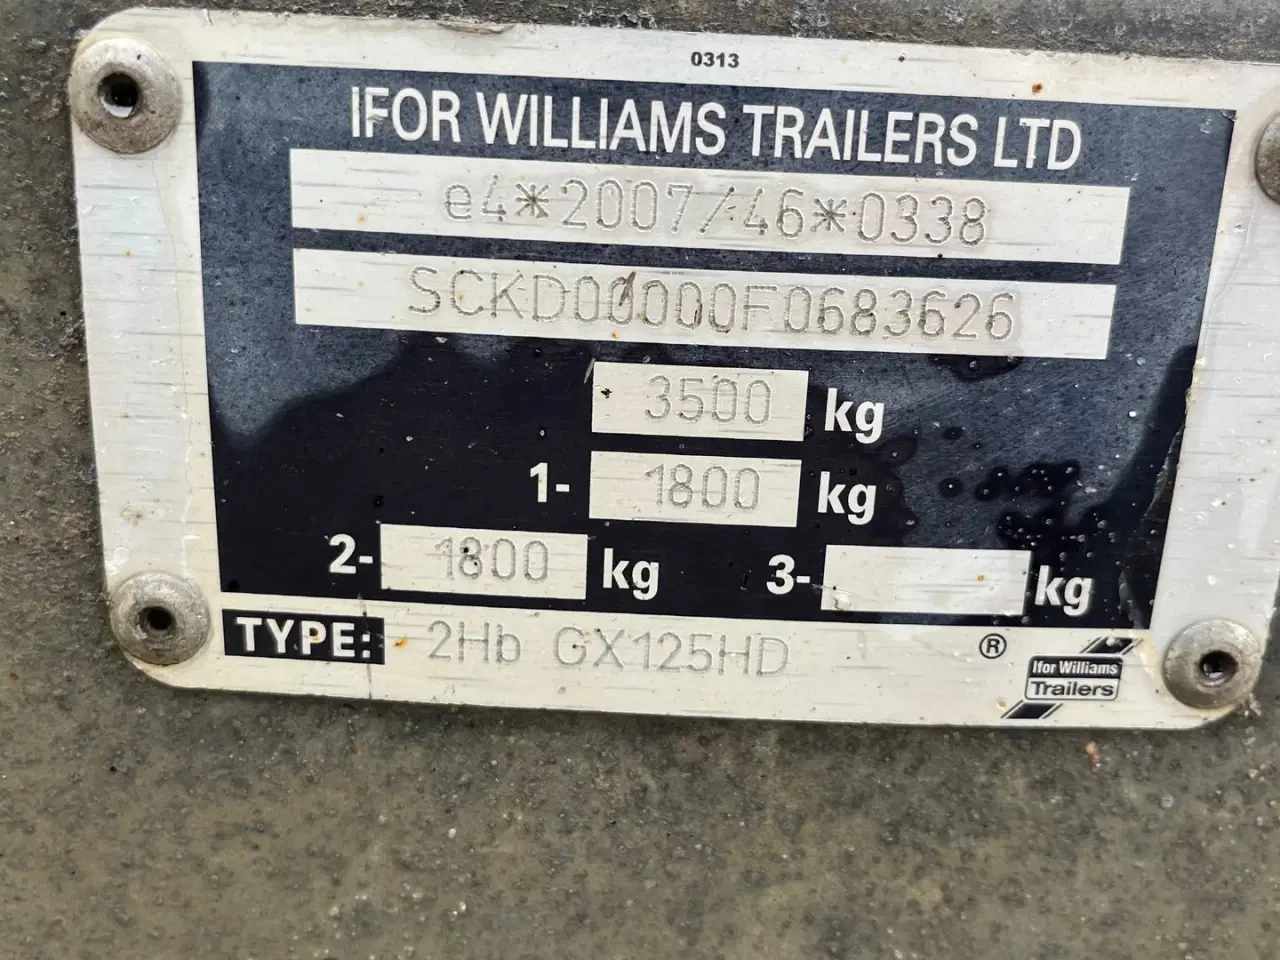 0313
IFOR WILLIAMS TRAILERS LTD
e4*2007/46*0338
SCKD00000F0683626
3500 kg
1- 1800 kg
2- 1800 kg 3- kg
TYPE: 2Hb GX125HD ®
Ifor Williams
Trailers